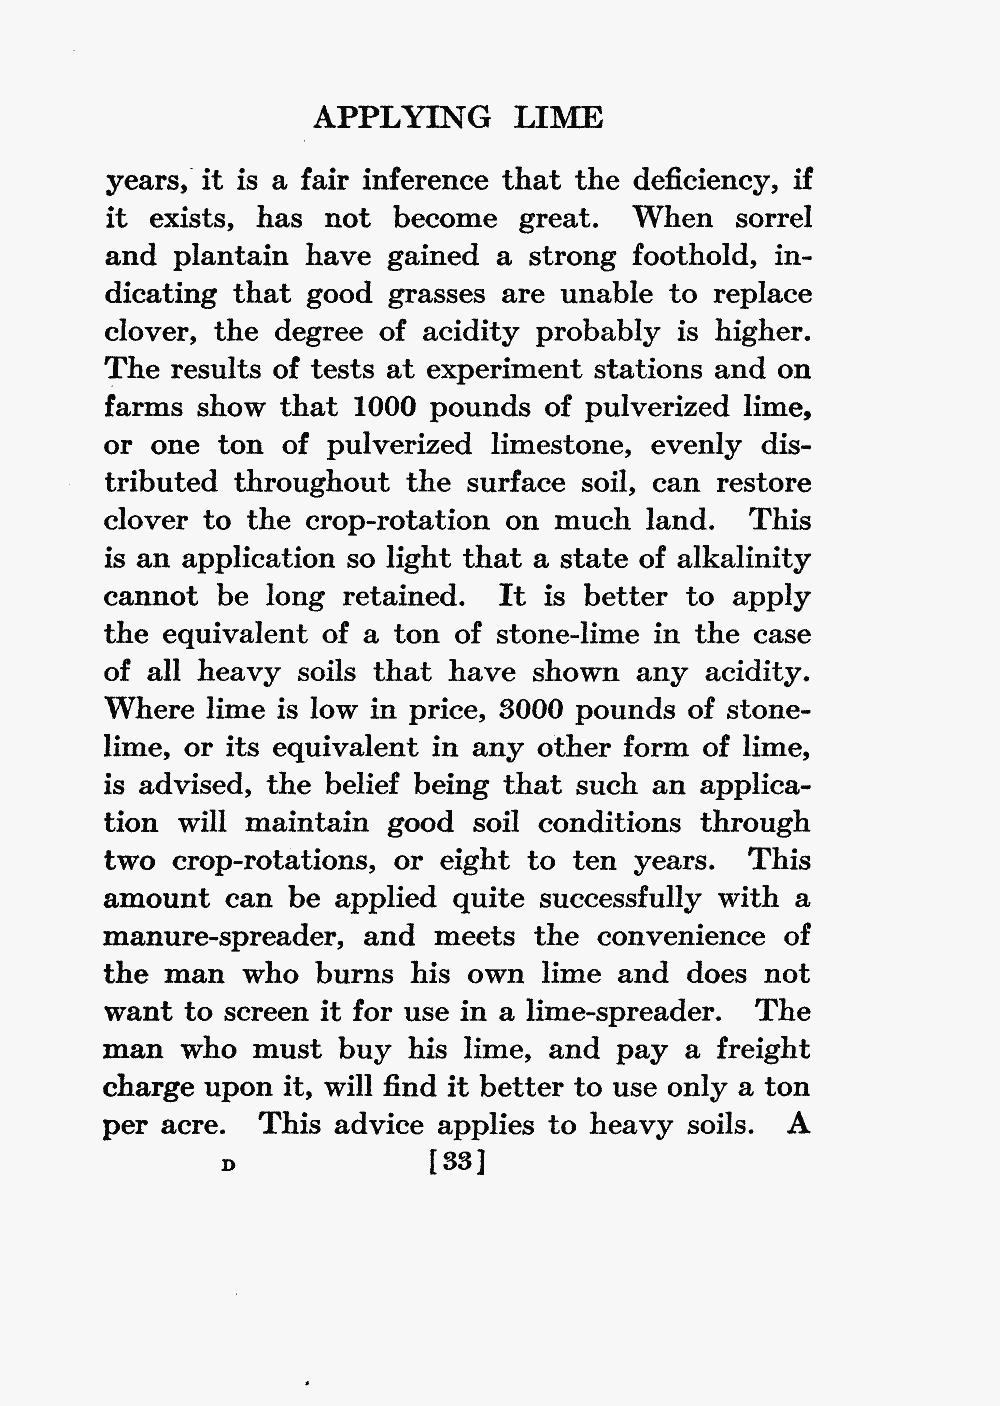 APPLYING LIME
years, it is a fair inference that the deficiency, if
it exists, has not become great. When sorrel
and plantain have gained a strong foothold, in-
dicating that good grasses are unable to replace
clover, the degree of acidity probably is higher.
The results of tests at experiment stations and on
farms show that 1000 pounds of pulverized lime,
or one ton of pulverized limestone, evenly dis-
tributed throughout the surface soil, can restore
clover to the crop-rotation on much land. This
is an application so light that a state of alkalinity
cannot be long retained. It is better to apply
the equivalent of a ton of stone-lime in the case
of all heavy soils that have shown any acidity.
Where lime is low in price, 3000 pounds of stone-
lime, or its equivalent in any other form of lime,
is advised, the belief being that such an applica-
tion will maintain good soil conditions through
two crop-rotations, or eight to ten years. This
amount can be applied quite successfully with a
manure-spreader, and meets the convenience of
the man who burns his own lime and does not
want to screen it for use in a lime-spreader. The
man who must buy his lime, and pay a freight
charge upon it, will find it better to use only a ton
per acre. This advice applies to heavy soils. A
D [33]